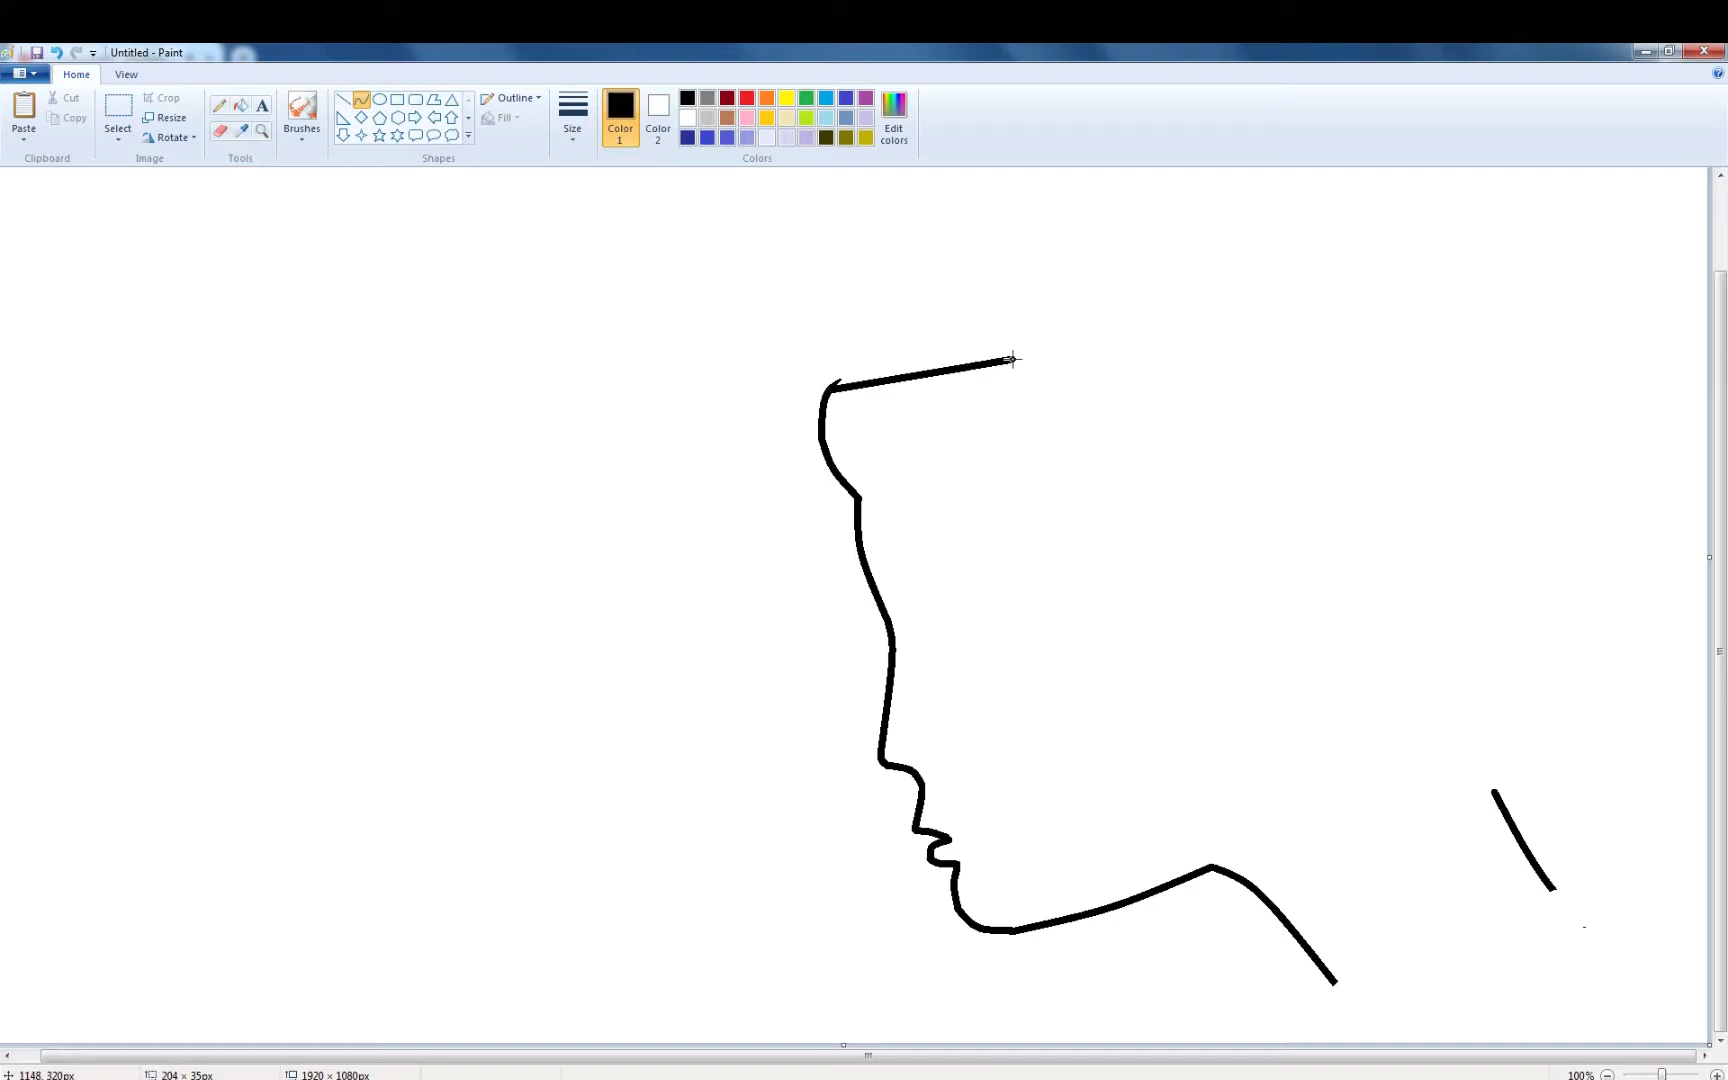 Untitled - Paint
Home View
Paste
Cut
Copy
Clipboard
Select
Crop
Resize
Rotate
Image
A
Tools
Brushes
Outline
Fill
Shapes
Size
Color 1
Color 2
Edit colors
Colors
1148, 320px 204 × 35px 1920 × 1080px 100%